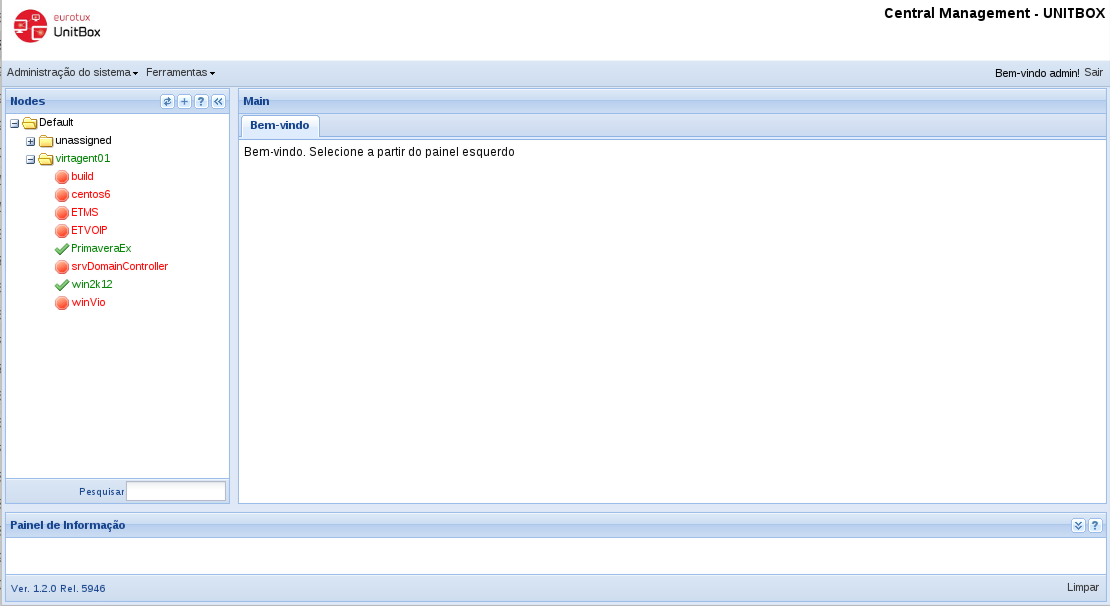 eurotux
UnitBox
Central Management - UNITBOX
Administração do sistema Ferramentas
Bem-vindo admin! Sair
Nodes
Main
Bem-vindo
Default
unassigned
virtagent01
build
centos6
ETMS
ETVOIP
PrimaveraEx
srvDomainController
win2k12
winVio
Bem-vindo. Selecione a partir do painel esquerdo
Pesquisar
Painel de Informação
Ver. 1.2.0 Rel. 5946
Limpar